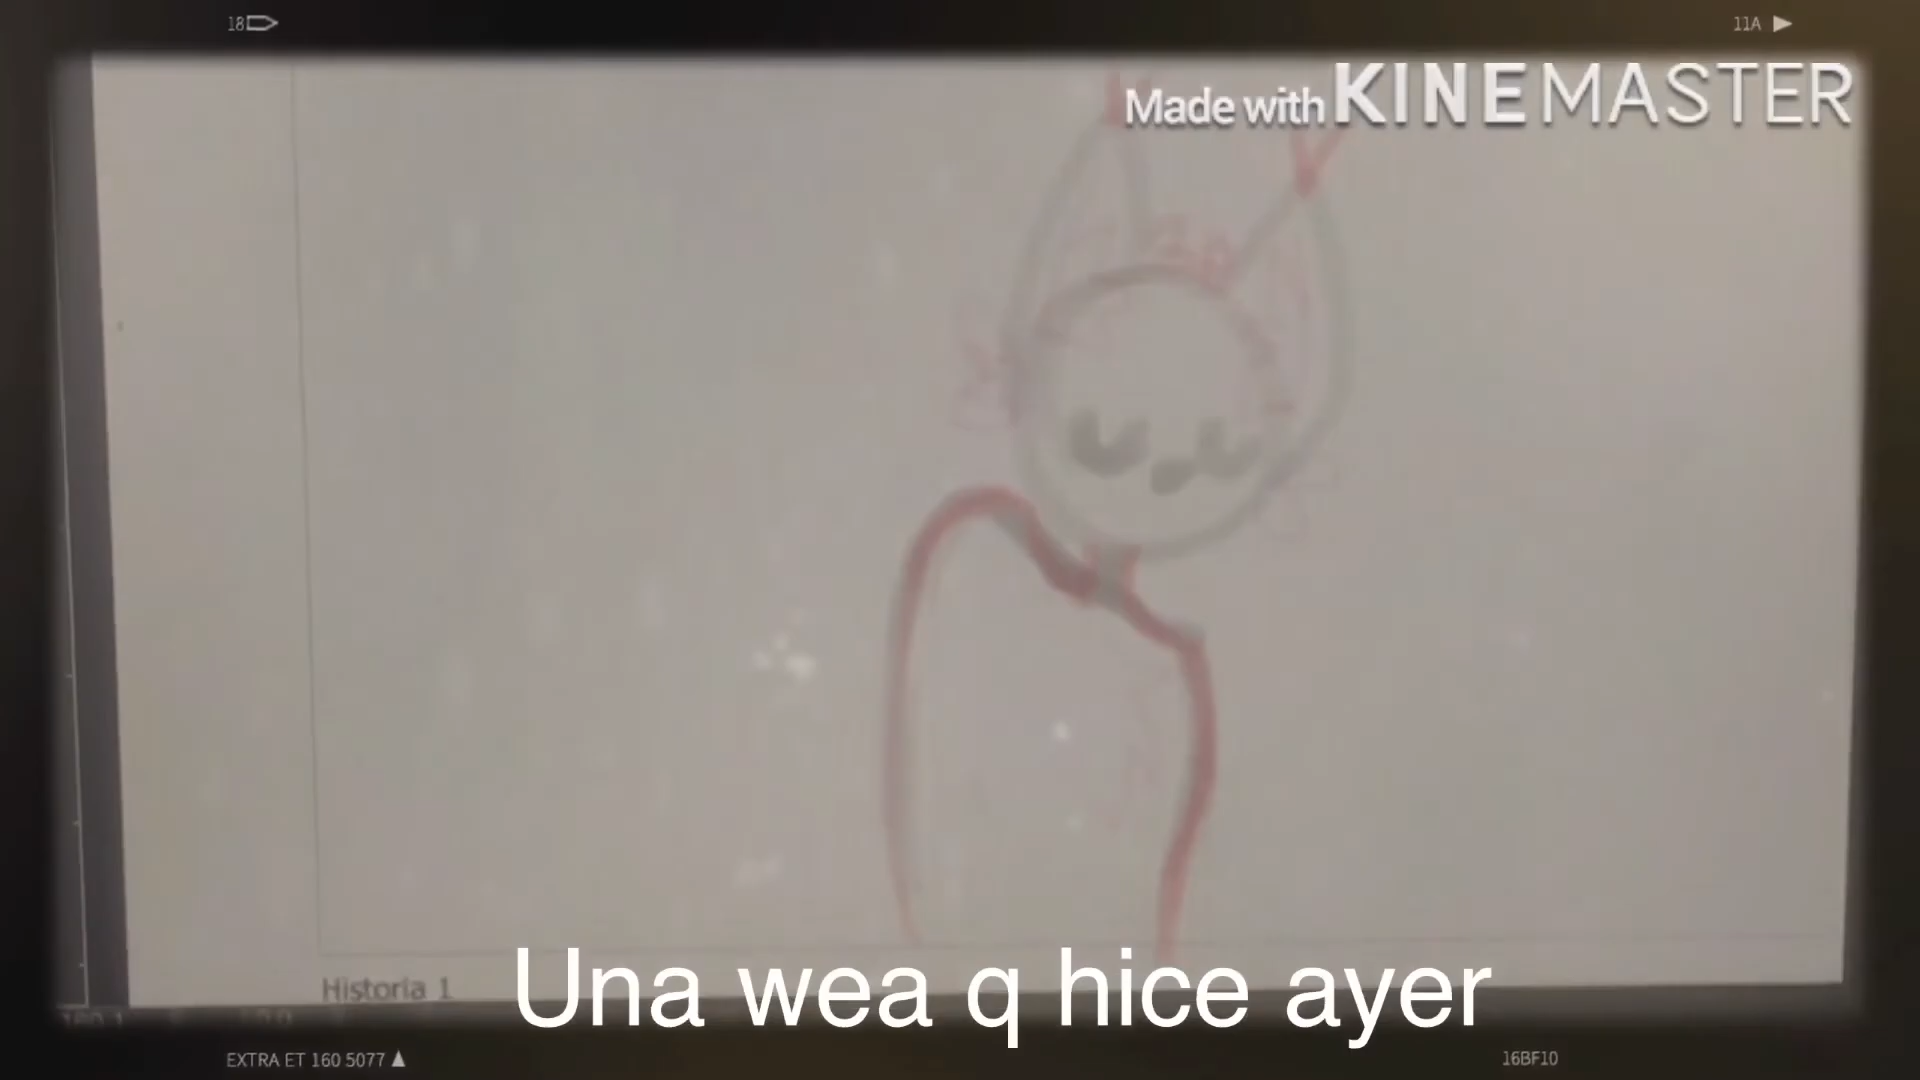 18
11A
Made with KINEMASTER
Historia 1
Una wea q hice ayer
EXTRA ET 160 5077
16BF10